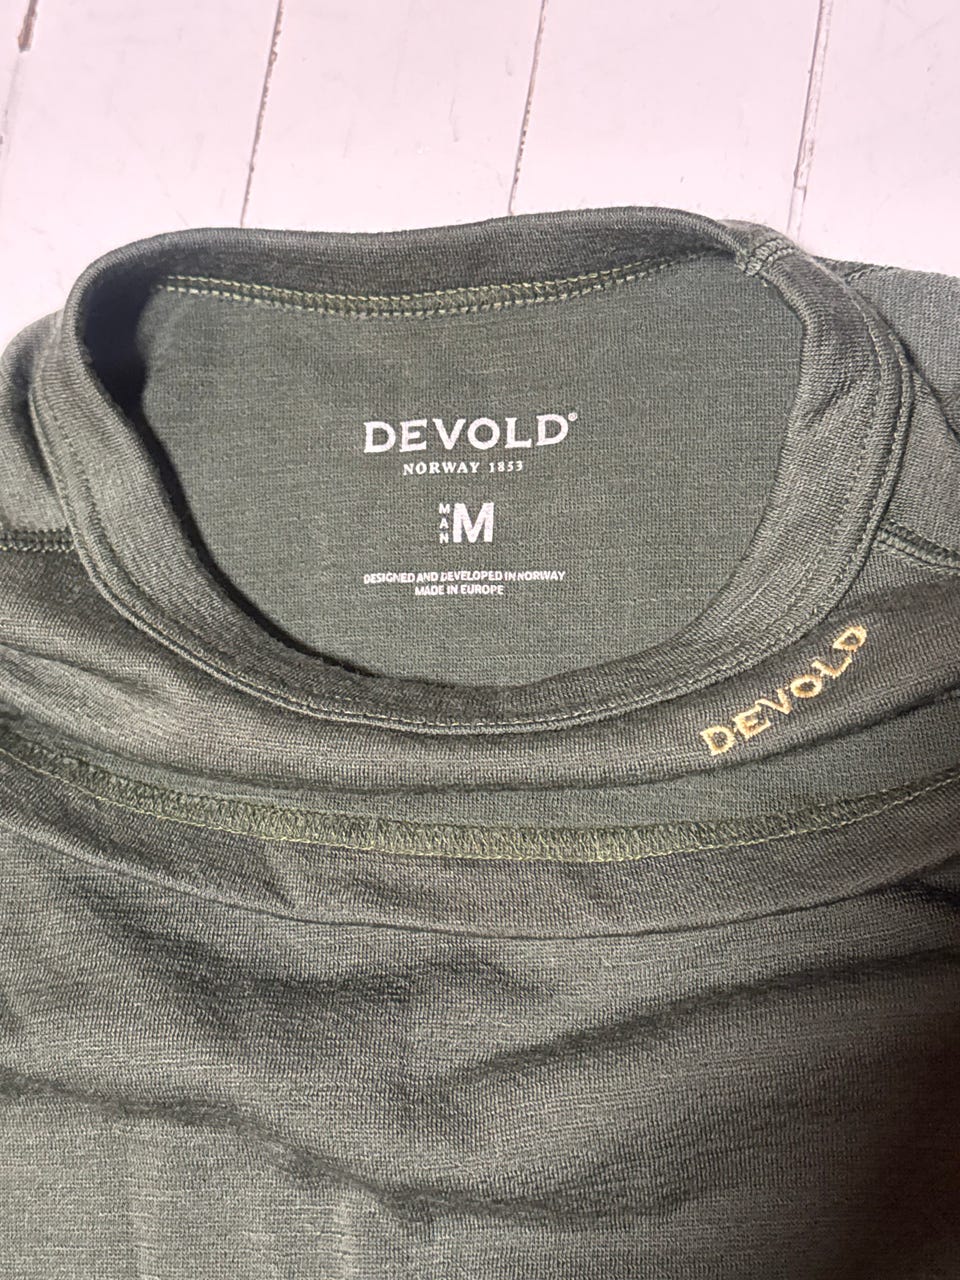 DEVOLD®
NORWAY 1853
MAN M
DESIGNED AND DEVELOPED IN NORWAY
MADE IN EUROPE
DEVOLD